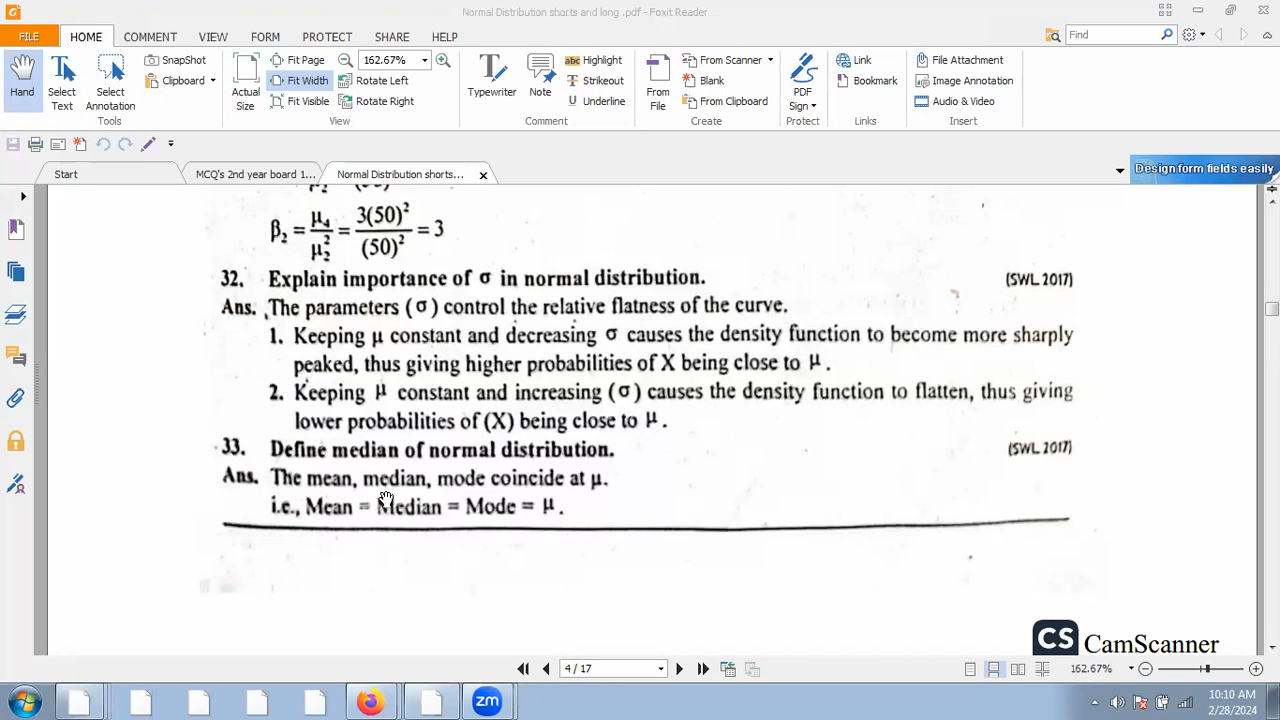 Normal Distribution shorts and long .pdf - Foxit Reader
FILE HOME COMMENT VIEW FORM PROTECT SHARE HELP
Find
Hand
Select Text
Select Annotation
SnapShot
Clipboard
Tools
Actual Size
Fit Page
Fit Width
Fit Visible
162.67%
Rotate Left
Rotate Right
View
Typewriter
Note
Highlight
Strikeout
Underline
Comment
From File
From Scanner
Blank
From Clipboard
Create
PDF Sign
Protect
Link
Bookmark
Links
File Attachment
Image Annotation
Audio & Video
Insert
Start
MCQ's 2nd year board 1...
Normal Distribution shorts...
Design form fields easily
β₂ = μ₄/μ₂² = 3(50)²/(50)² = 3
32. Explain importance of σ in normal distribution. (SWL 2017)
Ans. The parameters (σ) control the relative flatness of the curve.
1. Keeping μ constant and decreasing σ causes the density function to become more sharply
peaked, thus giving higher probabilities of X being close to μ.
2. Keeping μ constant and increasing (σ) causes the density function to flatten, thus giving
lower probabilities of (X) being close to μ.
33. Define median of normal distribution. (SWL 2017)
Ans. The mean, median, mode coincide at μ.
i.e., Mean = Median = Mode = μ.
CS CamScanner
4 / 17
162.67%
zm
10:10 AM
2/28/2024